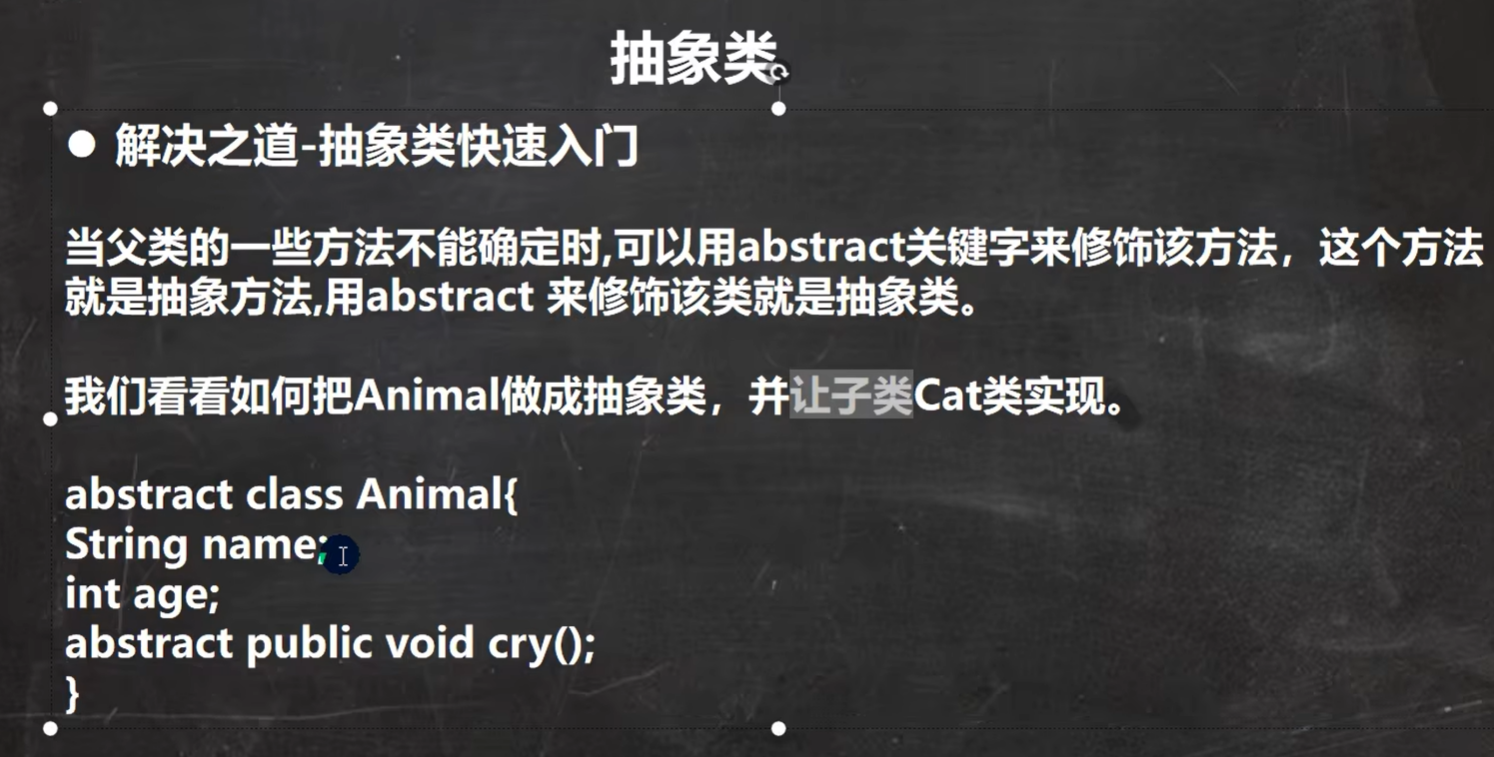 抽象类
● 解决之道-抽象类快速入门
当父类的一些方法不能确定时,可以用abstract关键字来修饰该方法，这个方法
就是抽象方法,用abstract 来修饰该类就是抽象类。
我们看看如何把Animal做成抽象类，并让子类Cat类实现。
abstract class Animal{
String name;
int age;
abstract public void cry();
}